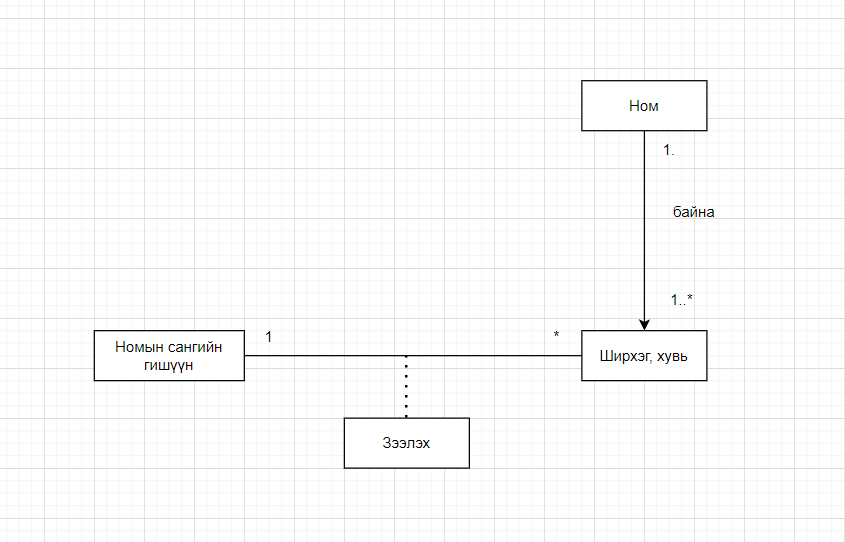 Ном
1.
байна
1..*
Номын сангийн
гишүүн
1
*
Ширхэг, хувь
Зээлэх